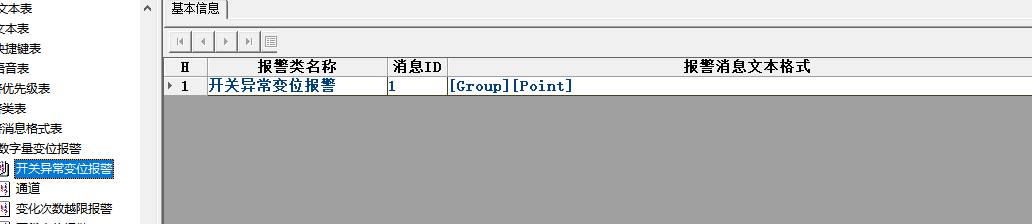 文本表
文本表
快捷键表
语音表
优先级表
类表
消息格式表
数字量变位报警
开关异常变位报警
通道
变化次数越限报警
基本信息
H 报警类名称 消息ID 报警消息文本格式
1 开关异常变位报警 1 [Group][Point]